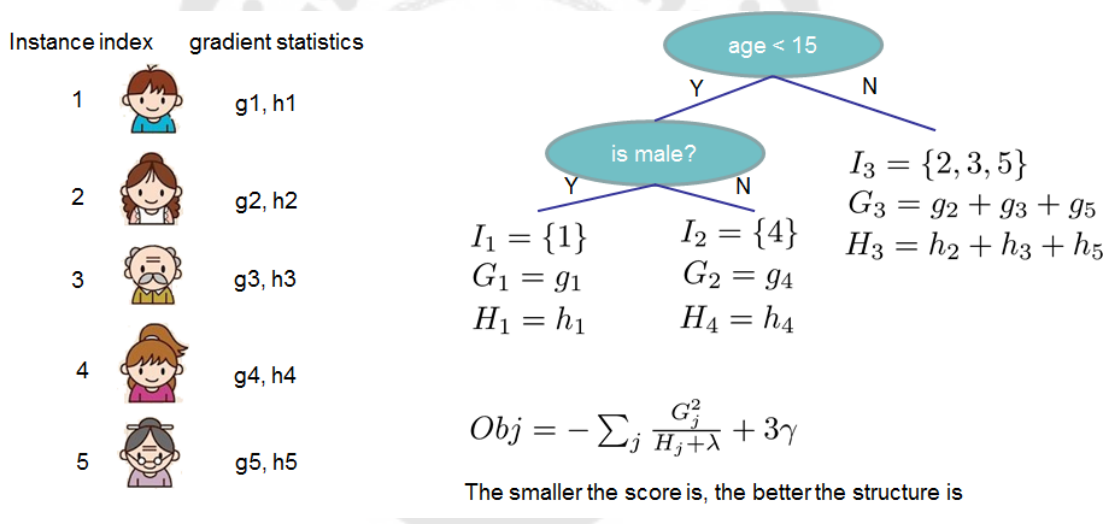 Instance index gradient statistics
1 g1, h1
2 g2, h2
3 g3, h3
4 g4, h4
5 g5, h5
age < 15
Y N
is male?
Y N
I₁ = {1}
G₁ = g₁
H₁ = h₁
I₂ = {4}
G₂ = g₄
H₄ = h₄
I₃ = {2, 3, 5}
G₃ = g₂ + g₃ + g₅
H₃ = h₂ + h₃ + h₅
Obj = − ∑ⱼ Gⱼ² / (Hⱼ+λ) + 3γ
The smaller the score is, the better the structure is